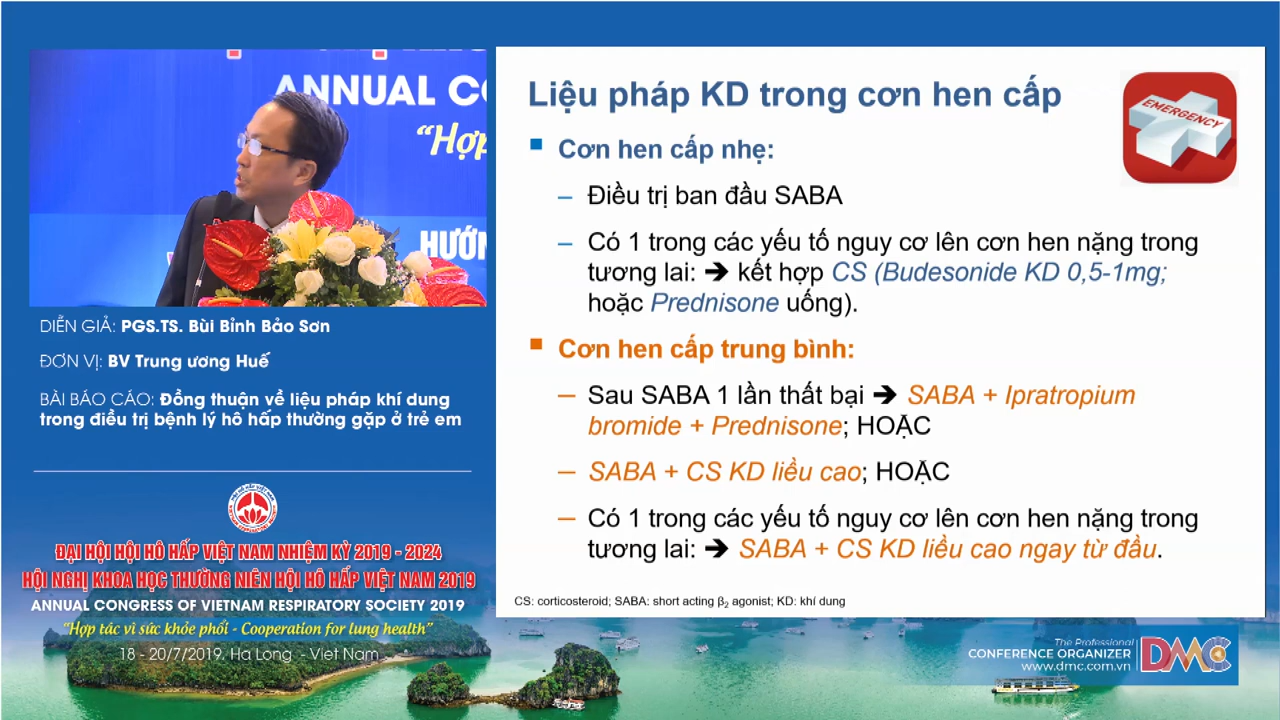 ANNUAL CO
“Hợp
HƯỚN
DIỄN GIẢ: PGS.TS. Bùi Bỉnh Bảo Sơn
ĐƠN VỊ: BV Trung ương Huế
BÀI BÁO CÁO: Đồng thuận về liệu pháp khí dung
trong điều trị bệnh lý hô hấp thường gặp ở trẻ em
ĐẠI HỘI HỘI HÔ HẤP VIỆT NAM NHIỆM KỲ 2019 - 2024
HỘI NGHỊ KHOA HỌC THƯỜNG NIÊN HỘI HÔ HẤP VIỆT NAM 2019
ANNUAL CONGRESS OF VIETNAM RESPIRATORY SOCIETY 2019
“Hợp tác vì sức khỏe phổi - Cooperation for lung health”
18 - 20/7/2019. Ha Long - Viet Nam
Liệu pháp KD trong cơn hen cấp
EMERGENCY
▪ Cơn hen cấp nhẹ:
– Điều trị ban đầu SABA
– Có 1 trong các yếu tố nguy cơ lên cơn hen nặng trong
tương lai: ➔ kết hợp CS (Budesonide KD 0,5-1mg;
hoặc Prednisone uống).
▪ Cơn hen cấp trung bình:
– Sau SABA 1 lần thất bại ➔ SABA + Ipratropium
bromide + Prednisone; HOẶC
– SABA + CS KD liều cao; HOẶC
– Có 1 trong các yếu tố nguy cơ lên cơn hen nặng trong
tương lai: ➔ SABA + CS KD liều cao ngay từ đầu.
CS: corticosteroid; SABA: short acting β₂ agonist; KD: khí dung
The Professional
CONFERENCE ORGANIZER
www.dmc.com.vn
DMC